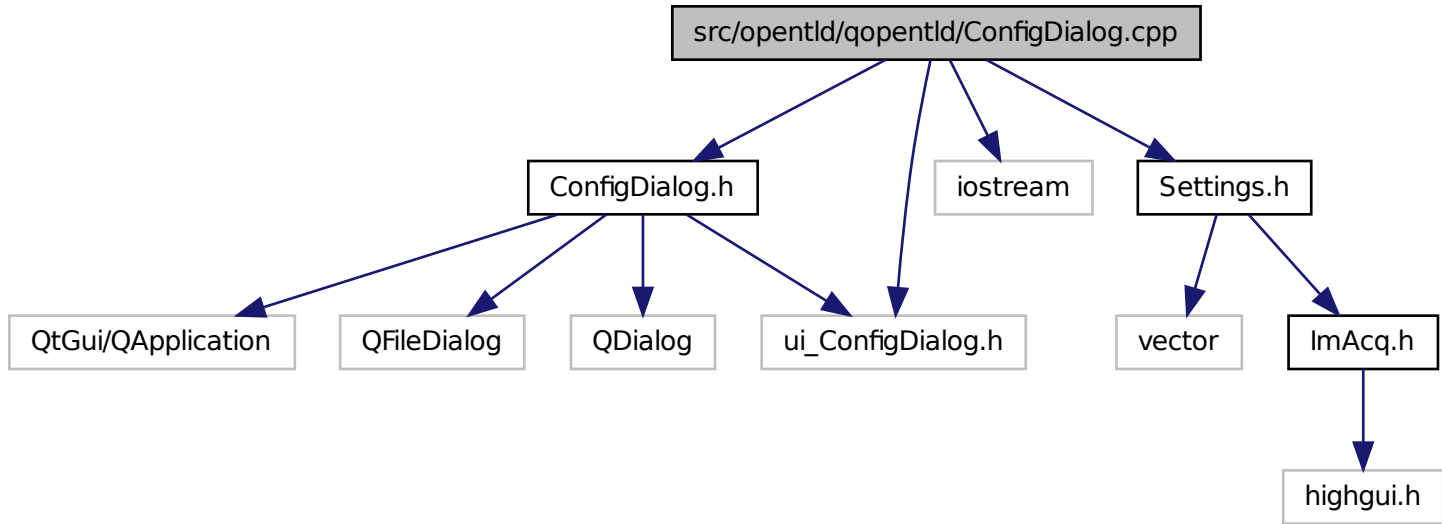 src/opentld/qopentld/ConfigDialog.cpp
ConfigDialog.h
iostream
Settings.h
QtGui/QApplication
QFileDialog
QDialog
ui_ConfigDialog.h
vector
ImAcq.h
highgui.h